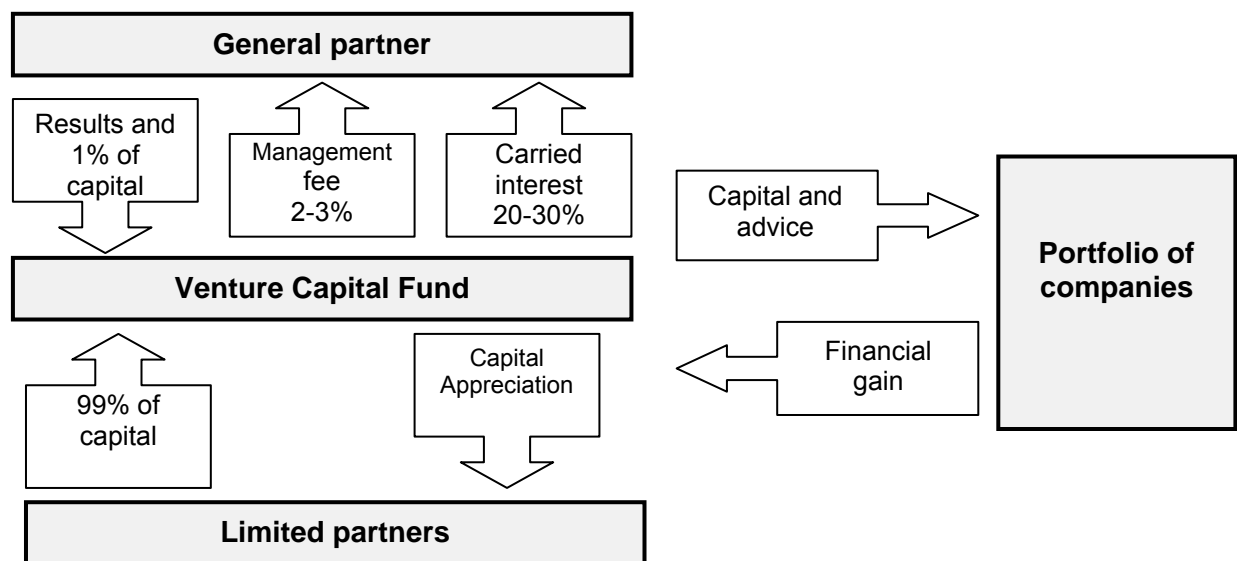 General partner
Results and
1% of
capital
Management
fee
2-3%
Carried
interest
20-30%
Capital and
advice
Portfolio of
companies
Venture Capital Fund
Capital
Appreciation
Financial
gain
99% of
capital
Limited partners